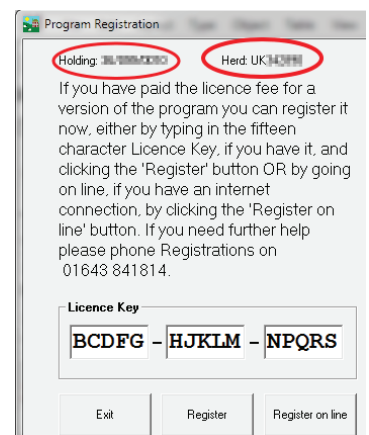 Program Registration
Holding:
Herd: UK
If you have paid the licence fee for a
version of the program you can register it
now, either by typing in the fifteen
character Licence Key, if you have it, and
clicking the 'Register' button OR by going
on line, if you have an internet
connection, by clicking the 'Register on
line' button. If you need further help
please phone Registrations on
01643 841814.
Licence Key
BCDFG - HJKLM - NPQRS
Exit Register Register on line